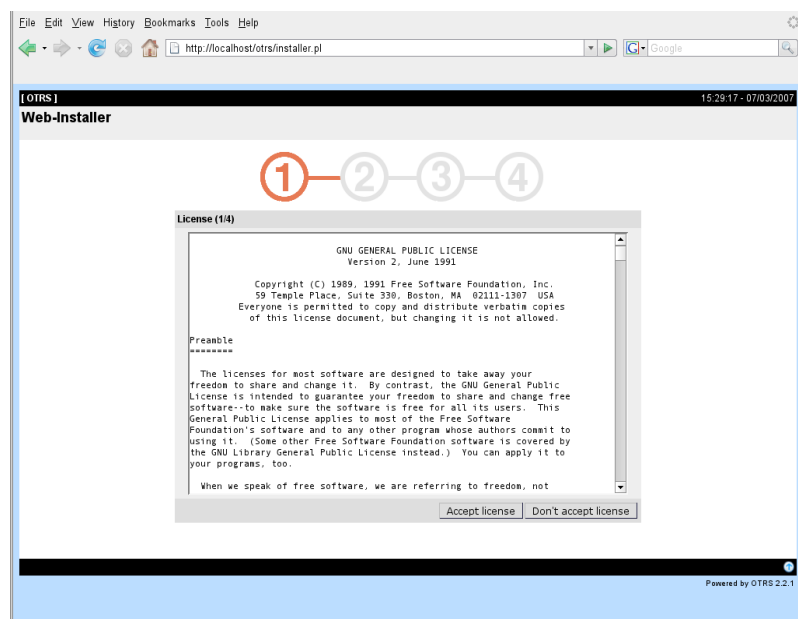 File Edit View History Bookmarks Tools Help
http://localhost/otrs/installer.pl
G Google
[ OTRS ] 15:29:17 - 07/03/2007
Web-Installer
1 2 3 4
License (1/4)
GNU GENERAL PUBLIC LICENSE
Version 2, June 1991
Copyright (C) 1989, 1991 Free Software Foundation, Inc.
59 Temple Place, Suite 330, Boston, MA 02111-1307 USA
Everyone is permitted to copy and distribute verbatim copies
of this license document, but changing it is not allowed.
Preamble
========
The licenses for most software are designed to take away your
freedom to share and change it. By contrast, the GNU General Public
License is intended to guarantee your freedom to share and change free
software--to make sure the software is free for all its users. This
General Public License applies to most of the Free Software
Foundation's software and to any other program whose authors commit to
using it. (Some other Free Software Foundation software is covered by
the GNU Library General Public License instead.) You can apply it to
your programs, too.
When we speak of free software, we are referring to freedom, not
Accept license Don't accept license
Powered by OTRS 2.2.1